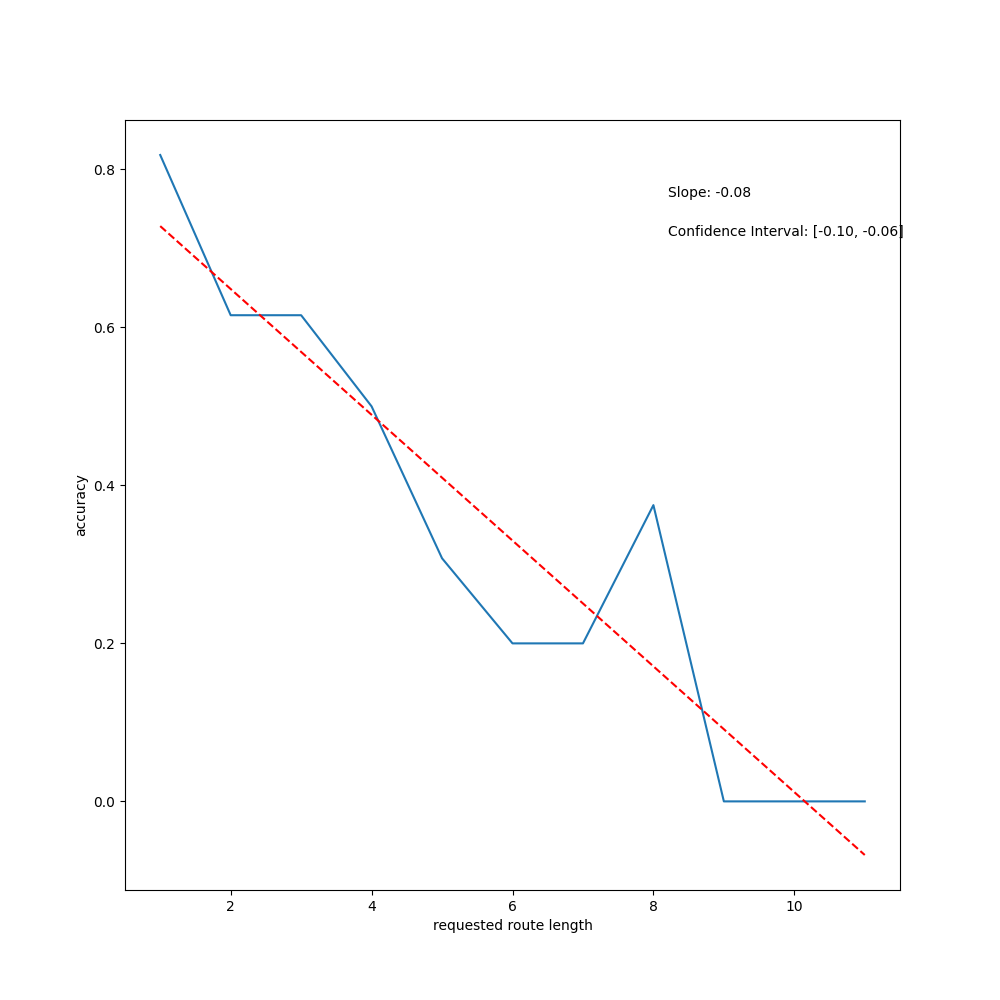 Slope: -0.08
Confidence Interval: [-0.10, -0.06]
0.8
0.6
0.4
0.2
0.0
accuracy
2 4 6 8 10
requested route length